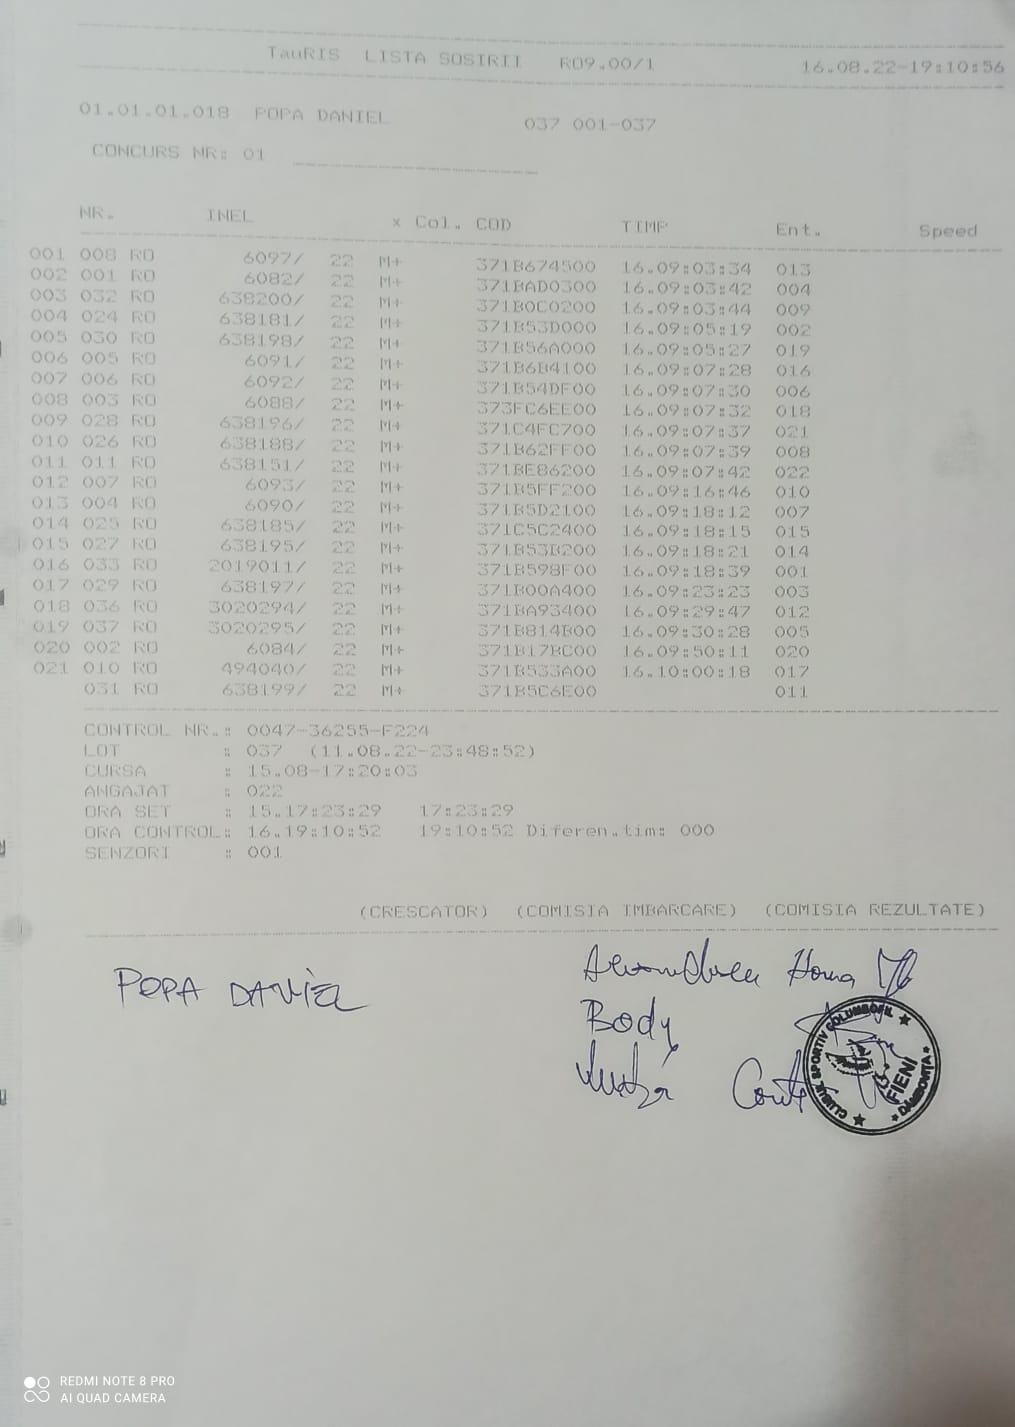 TauRIS LISTA SOSIRII RO9.00/1 16.08.22-19:10:56
01.01.01.018 POPA DANIEL 037 001-037
CONCURS NR: 01
NR. INEL x Col. COD TIMP Ent. Speed
001 008 RO 6097/ 22 M+ 371B674500 16.09:03:34 013
002 001 RO 6082/ 22 M+ 371BAD0300 16.09:03:42 004
003 032 RO 638200/ 22 M+ 371B0C0200 16.09:03:44 009
004 024 RO 638181/ 22 M+ 371B53D000 16.09:05:19 002
005 030 RO 638198/ 22 M+ 371B56A000 16.09:05:27 019
006 005 RO 6091/ 22 M+ 371B6B4100 16.09:07:28 016
007 006 RO 6092/ 22 M+ 371B54DF00 16.09:07:30 006
008 003 RO 6088/ 22 M+ 373FC6EE00 16.09:07:32 018
009 028 RO 638196/ 22 M+ 371C4FC700 16.09:07:37 021
010 026 RO 638188/ 22 M+ 371B62FF00 16.09:07:39 008
011 011 RO 638151/ 22 M+ 371BE86200 16.09:07:42 022
012 007 RO 6093/ 22 M+ 371B5FF200 16.09:16:46 010
013 004 RO 6090/ 22 M+ 371B5D2100 16.09:18:12 007
014 025 RO 638185/ 22 M+ 371C5C2400 16.09:18:15 015
015 027 RO 638195/ 22 M+ 371B53B200 16.09:18:21 014
016 033 RO 2019011/ 22 M+ 371B598F00 16.09:18:39 001
017 029 RO 638197/ 22 M+ 371B00A400 16.09:23:23 003
018 036 RO 3020294/ 22 M+ 371BA93400 16.09:29:47 012
019 037 RO 3020295/ 22 M+ 371B814B00 16.09:30:28 005
020 002 RO 6084/ 22 M+ 371B17BC00 16.09:50:11 020
021 010 RO 494040/ 22 M+ 371B533A00 16.10:00:18 017
031 RO 638199/ 22 M+ 371B5C6E00 011
CONTROL NR.: 0047-36255-F224
LOT : 037 (11.08.22-23:48:52)
CURSA : 15.08-17:20:03
ANGAJAT : 022
ORA SET : 15.17:23:29 17:23:29
ORA CONTROL: 16.19:10:52 19:10:52 Diferen.tim: 000
SENZORI : 001
(CRESCATOR) (COMISIA IMBARCARE) (COMISIA REZULTATE)
POPA DANIEL
Body
CLUBUL SPORTIV COLUMBOFIL
FIENI
DÂMBOVIȚA
REDMI NOTE 8 PRO
AI QUAD CAMERA